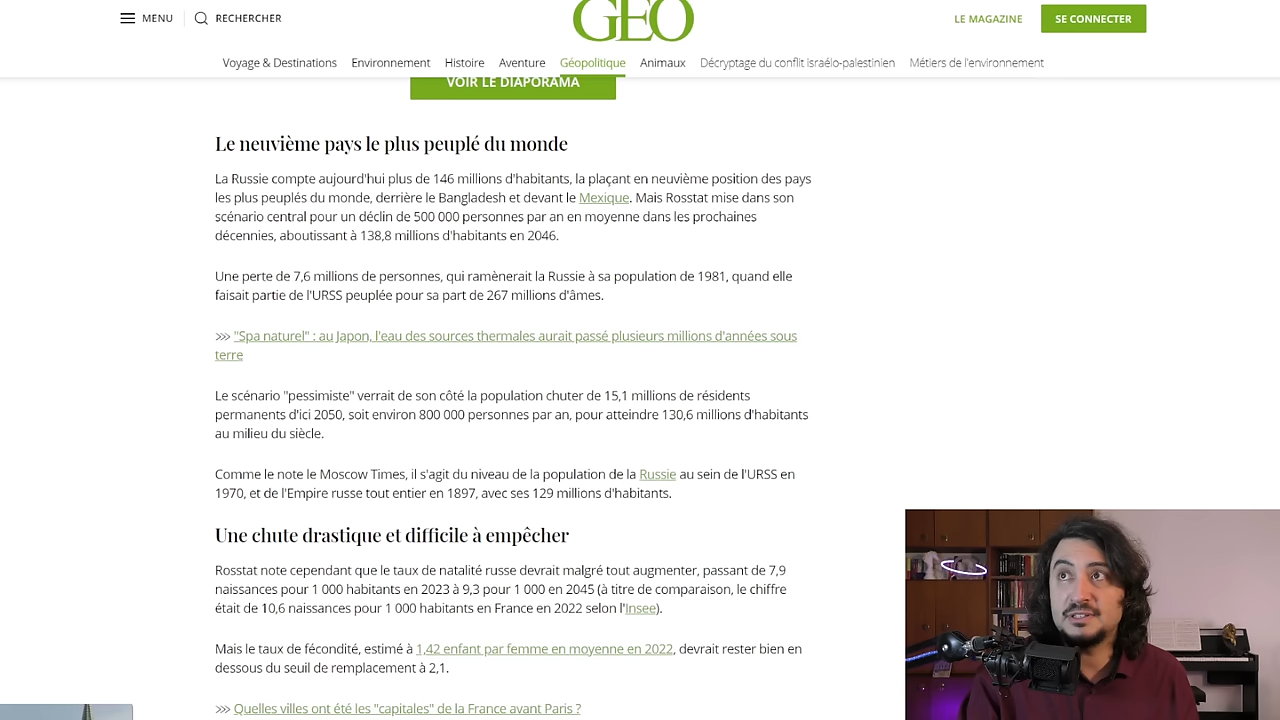 MENU
RECHERCHER
GEO
LE MAGAZINE
SE CONNECTER
Voyage & Destinations
Environnement
Histoire
Aventure
Géopolitique
Animaux
Décryptage du conflit israélo-palestinien
Métiers de l'environnement
VOIR LE DIAPORAMA
Le neuvième pays le plus peuplé du monde
La Russie compte aujourd'hui plus de 146 millions d'habitants, la plaçant en neuvième position des pays
les plus peuplés du monde, derrière le Bangladesh et devant le Mexique. Mais Rosstat mise dans son
scénario central pour un déclin de 500 000 personnes par an en moyenne dans les prochaines
décennies, aboutissant à 138,8 millions d'habitants en 2046.
Une perte de 7,6 millions de personnes, qui ramènerait la Russie à sa population de 1981, quand elle
faisait partie de l'URSS peuplée pour sa part de 267 millions d'âmes.
>>> "Spa naturel" : au Japon, l'eau des sources thermales aurait passé plusieurs millions d'années sous
terre
Le scénario "pessimiste" verrait de son côté la population chuter de 15,1 millions de résidents
permanents d'ici 2050, soit environ 800 000 personnes par an, pour atteindre 130,6 millions d'habitants
au milieu du siècle.
Comme le note le Moscow Times, il s'agit du niveau de la population de la Russie au sein de l'URSS en
1970, et de l'Empire russe tout entier en 1897, avec ses 129 millions d'habitants.
Une chute drastique et difficile à empêcher
Rosstat note cependant que le taux de natalité russe devrait malgré tout augmenter, passant de 7,9
naissances pour 1 000 habitants en 2023 à 9,3 pour 1 000 en 2045 (à titre de comparaison, le chiffre
était de 10,6 naissances pour 1 000 habitants en France en 2022 selon l'Insee).
Mais le taux de fécondité, estimé à 1,42 enfant par femme en moyenne en 2022, devrait rester bien en
dessous du seuil de remplacement à 2,1.
>>> Quelles villes ont été les "capitales" de la France avant Paris ?